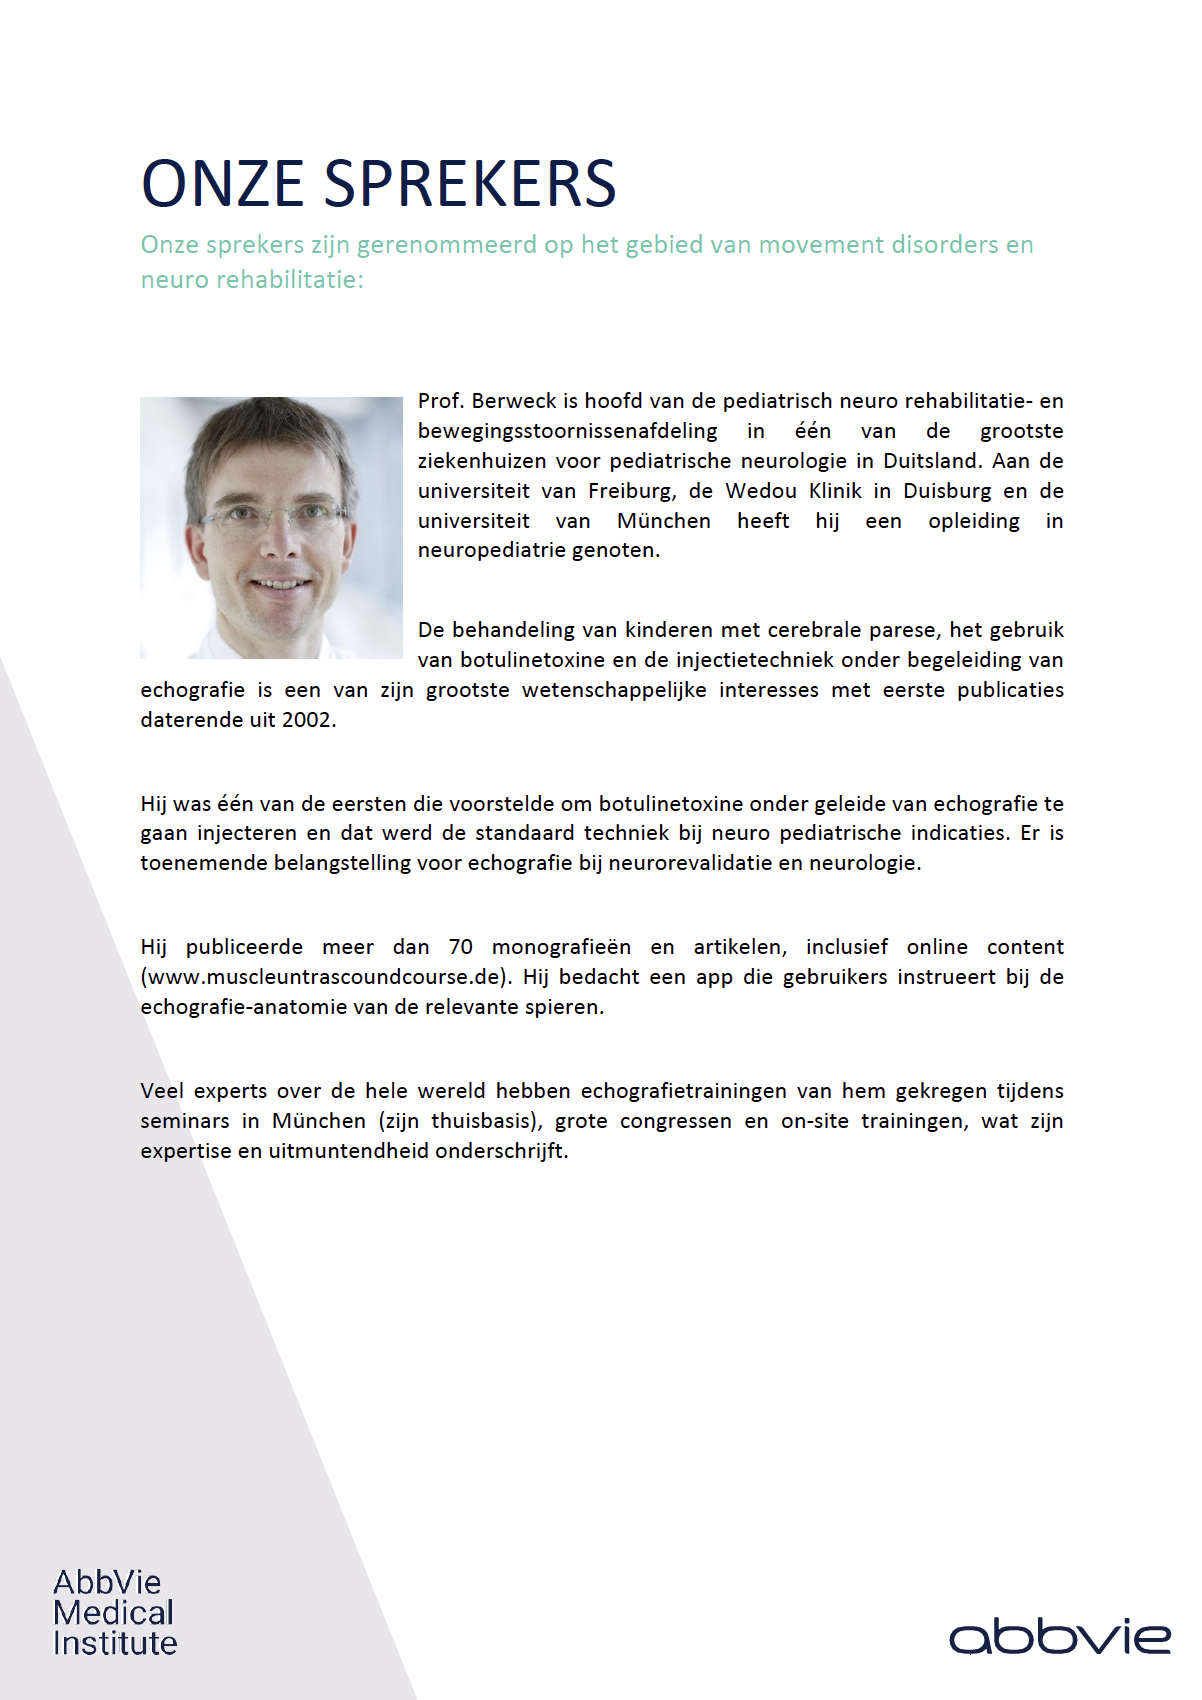 ONZE SPREKERS
Onze sprekers zijn gerenommeerd op het gebied van movement disorders en
neuro rehabilitatie:
Prof. Berweck is hoofd van de pediatrisch neuro rehabilitatie- en
bewegingsstoornissenafdeling in één van de grootste
ziekenhuizen voor pediatrische neurologie in Duitsland. Aan de
universiteit van Freiburg, de Wedou Klinik in Duisburg en de
universiteit van München heeft hij een opleiding in
neuropediatrie genoten.
De behandeling van kinderen met cerebrale parese, het gebruik
van botulinetoxine en de injectietechniek onder begeleiding van
echografie is een van zijn grootste wetenschappelijke interesses met eerste publicaties
daterende uit 2002.
Hij was één van de eersten die voorstelde om botulinetoxine onder geleide van echografie te
gaan injecteren en dat werd de standaard techniek bij neuro pediatrische indicaties. Er is
toenemende belangstelling voor echografie bij neurorevalidatie en neurologie.
Hij publiceerde meer dan 70 monografieën en artikelen, inclusief online content
(www.muscleuntrascoundcourse.de). Hij bedacht een app die gebruikers instrueert bij de
echografie-anatomie van de relevante spieren.
Veel experts over de hele wereld hebben echografietrainingen van hem gekregen tijdens
seminars in München (zijn thuisbasis), grote congressen en on-site trainingen, wat zijn
expertise en uitmuntendheid onderschrijft.
AbbVie
Medical
Institute
abbvie